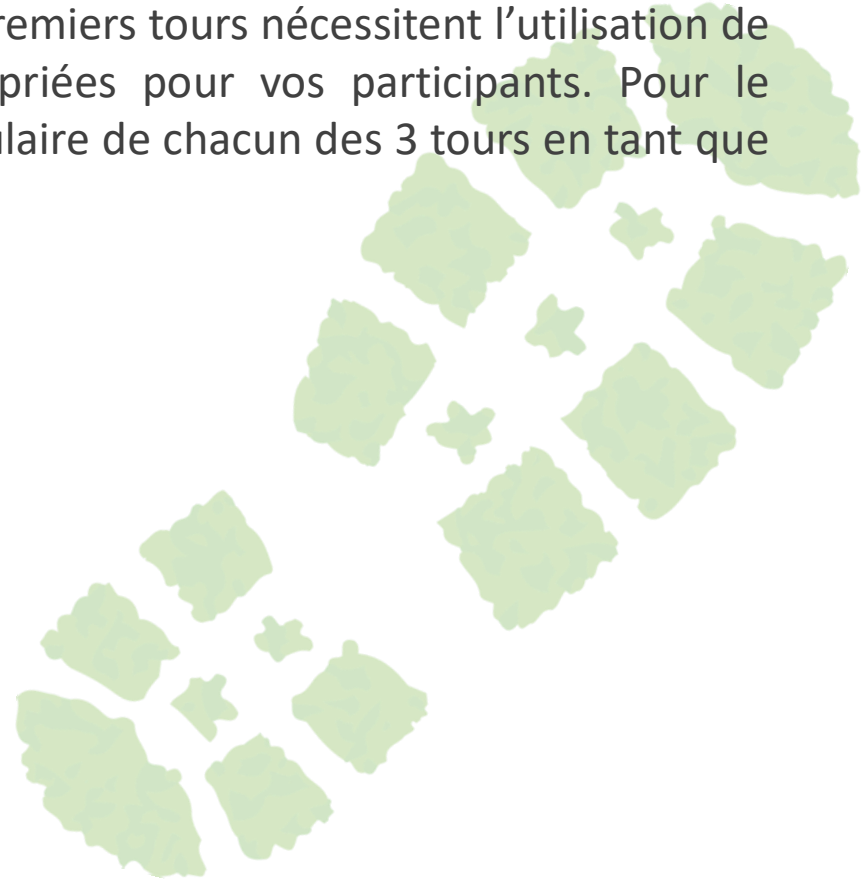 remiers tours nécessitent l’utilisation de
priées pour vos participants. Pour le
laire de chacun des 3 tours en tant que